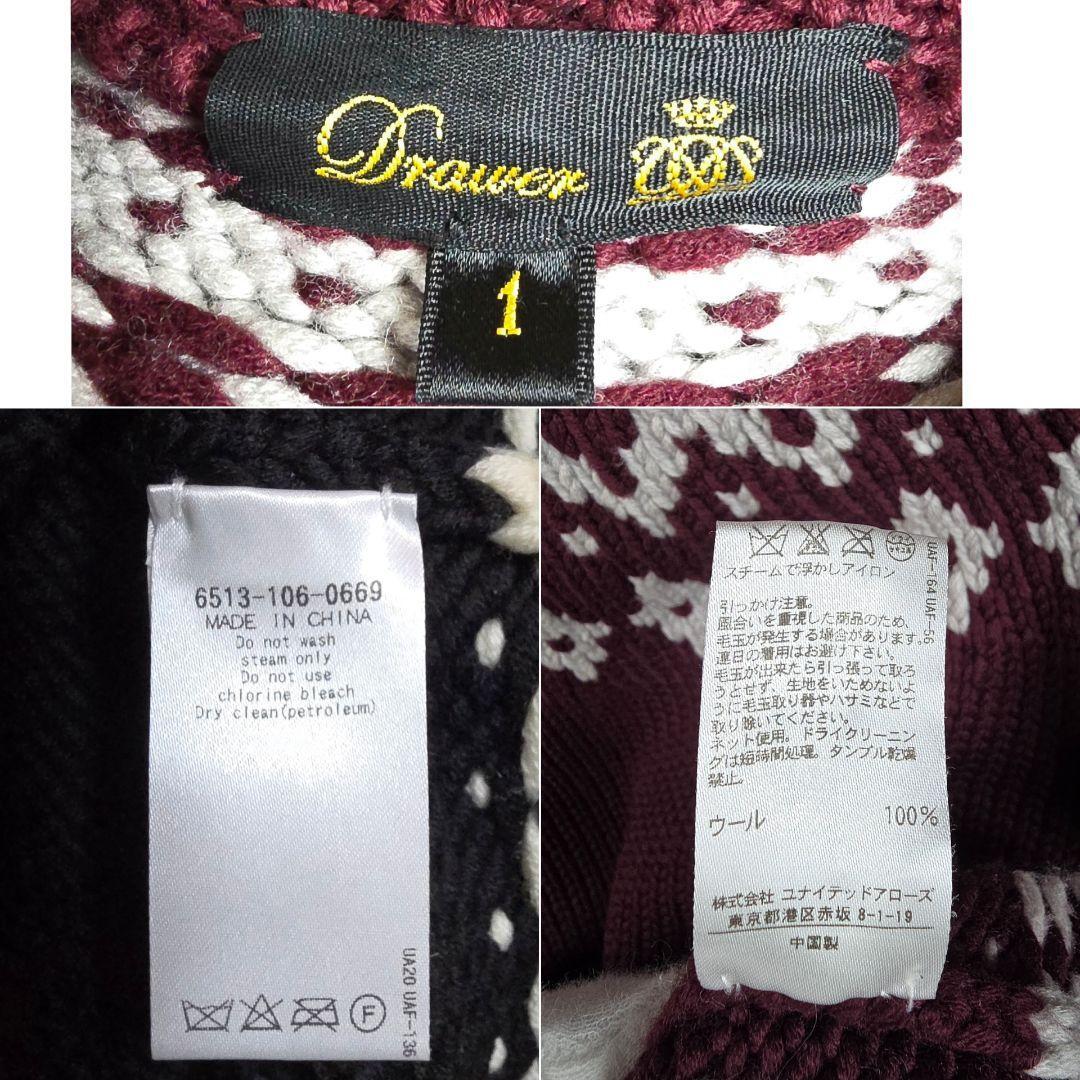 Drawer
1
6513-106-0669
MADE IN CHINA
Do not wash
steam only
Do not use
chlorine bleach
Dry clean(petroleum)
F
UA20 UAF-136
スチームで浮かしアイロン
引っかけ注意。
風合いを重視した商品のため、
毛玉が発生する場合があります。
連日の着用はお避け下さい。
毛玉が出来たら引っ張って取ろ
うとせず 生地をいためないよ
うに毛玉取り器やハサミなどで
取り除いてください。
ネット使用。ドライクリーニン
グは短時間処理。タンブル乾燥
禁止。
ウール 100%
株式会社 ユナイテッドアローズ
東京都港区赤坂 8-1-19
中国製
UAF-164 UAF-56